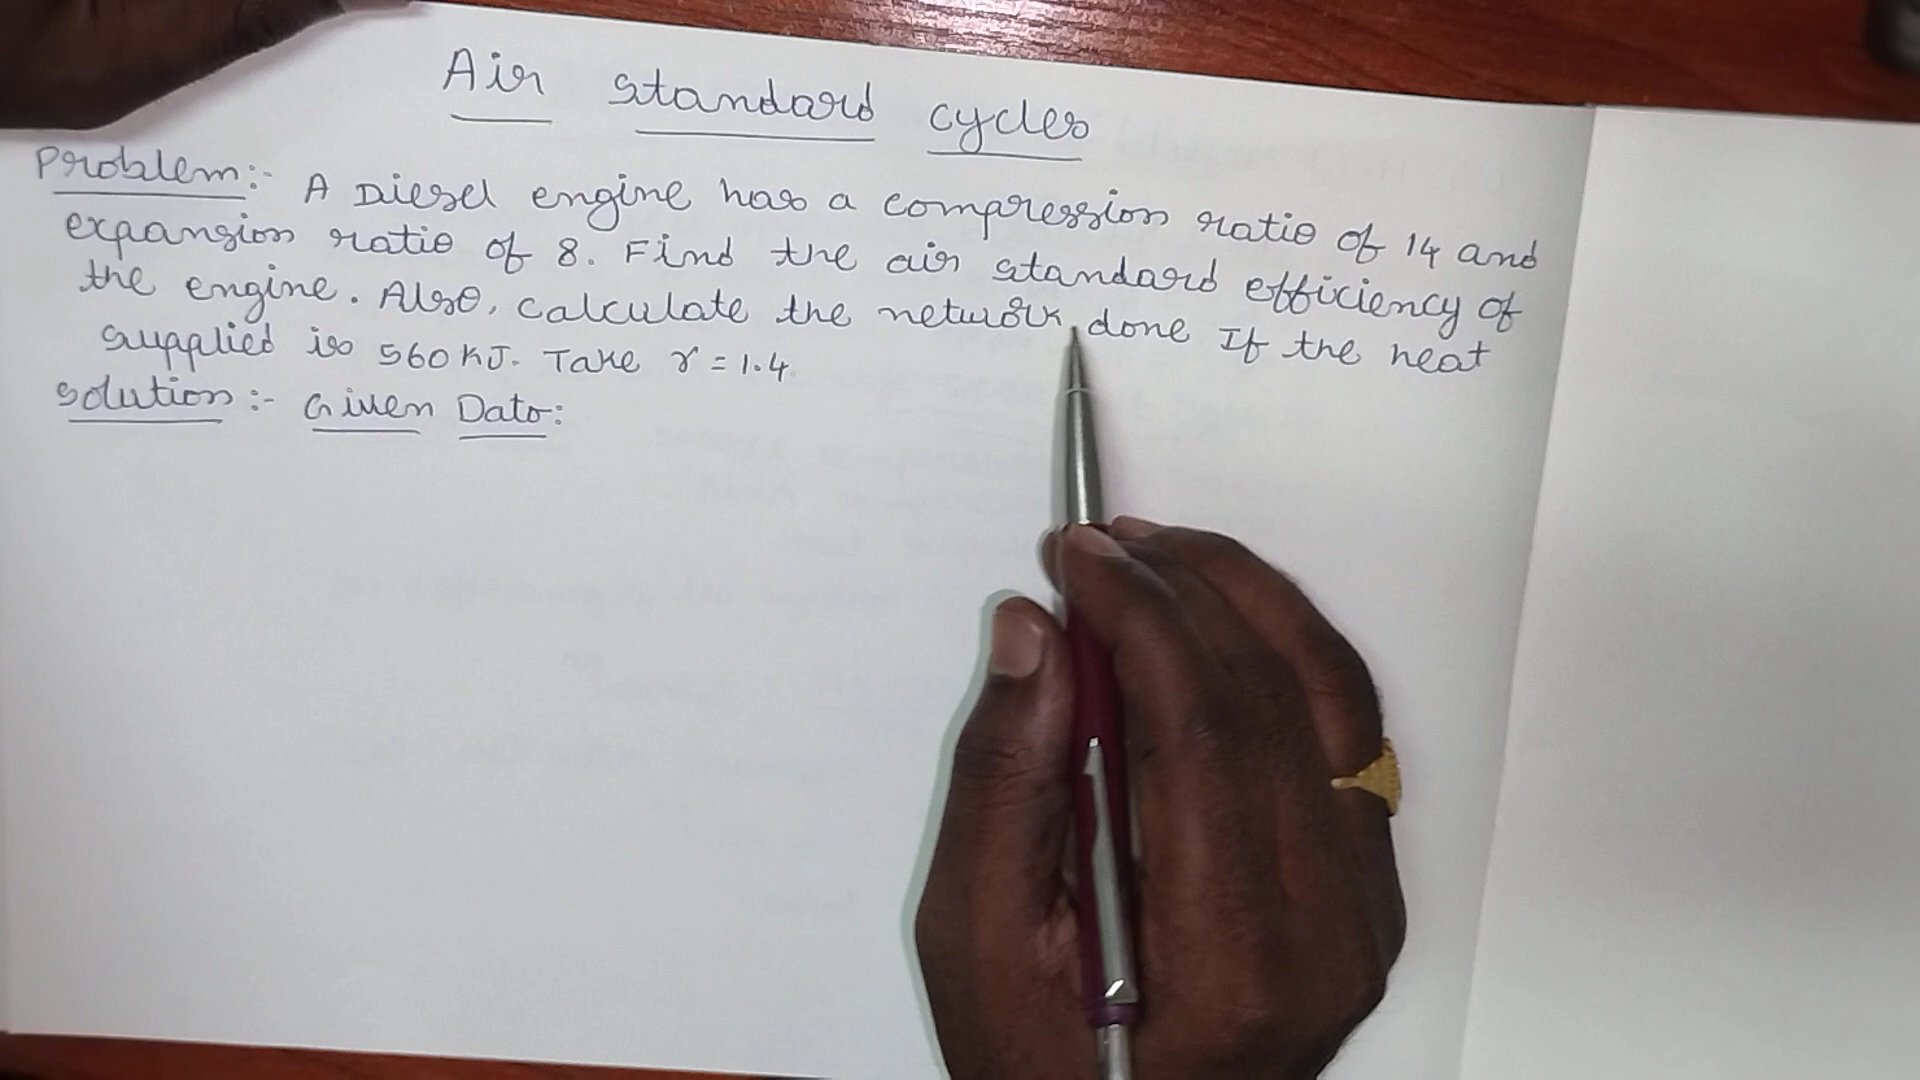 Air standard cycles
Problem:- A Diesel engine has a compression ratio of 14 and
expansion ratio of 8. Find the air standard efficiency of
the engine. Also, calculate the network done If the heat
supplied is 560 KJ. Take γ = 1.4.
Solution:- Given Data: